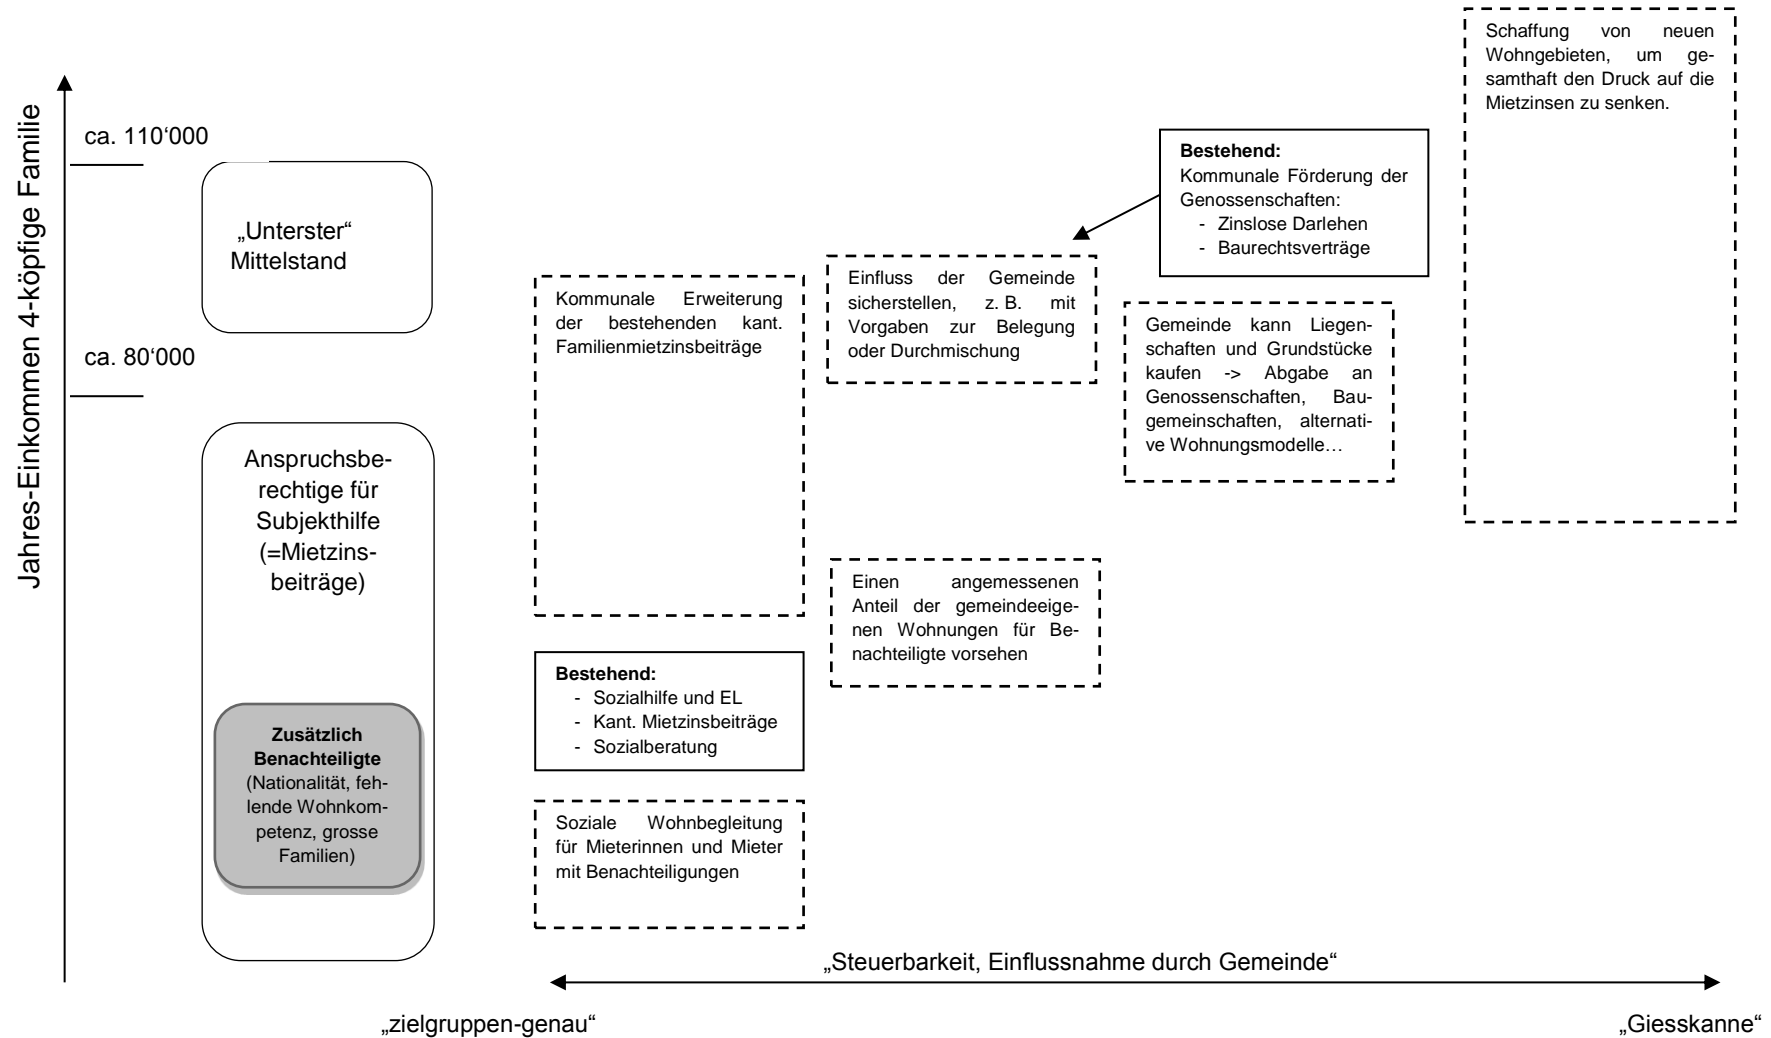 Jahres-Einkommen 4-köpfige Familie
ca. 110‘000
„Unterster“
Mittelstand
ca. 80‘000
Anspruchsbe-
rechtige für
Subjekthilfe
(=Mietzins-
beiträge)
Zusätzlich
Benachteiligte
(Nationalität, feh-
lende Wohnkom-
petenz, grosse
Familien)
Kommunale Erweiterung
der bestehenden kant.
Familienmietzinsbeiträge
Bestehend:
- Sozialhilfe und EL
- Kant. Mietzinsbeiträge
- Sozialberatung
Soziale Wohnbegleitung
für Mieterinnen und Mieter
mit Benachteiligungen
Einfluss der Gemeinde
sicherstellen, z. B. mit
Vorgaben zur Belegung
oder Durchmischung
Einen angemessenen
Anteil der gemeindeeige-
nen Wohnungen für Be-
nachteiligte vorsehen
Bestehend:
Kommunale Förderung der
Genossenschaften:
- Zinslose Darlehen
- Baurechtsverträge
Gemeinde kann Liegen-
schaften und Grundstücke
kaufen -> Abgabe an
Genossenschaften, Bau-
gemeinschaften, alternati-
ve Wohnungsmodelle…
Schaffung von neuen
Wohngebieten, um ge-
samthaft den Druck auf die
Mietzinsen zu senken.
„Steuerbarkeit, Einflussnahme durch Gemeinde“
„zielgruppen-genau“
„Giesskanne“